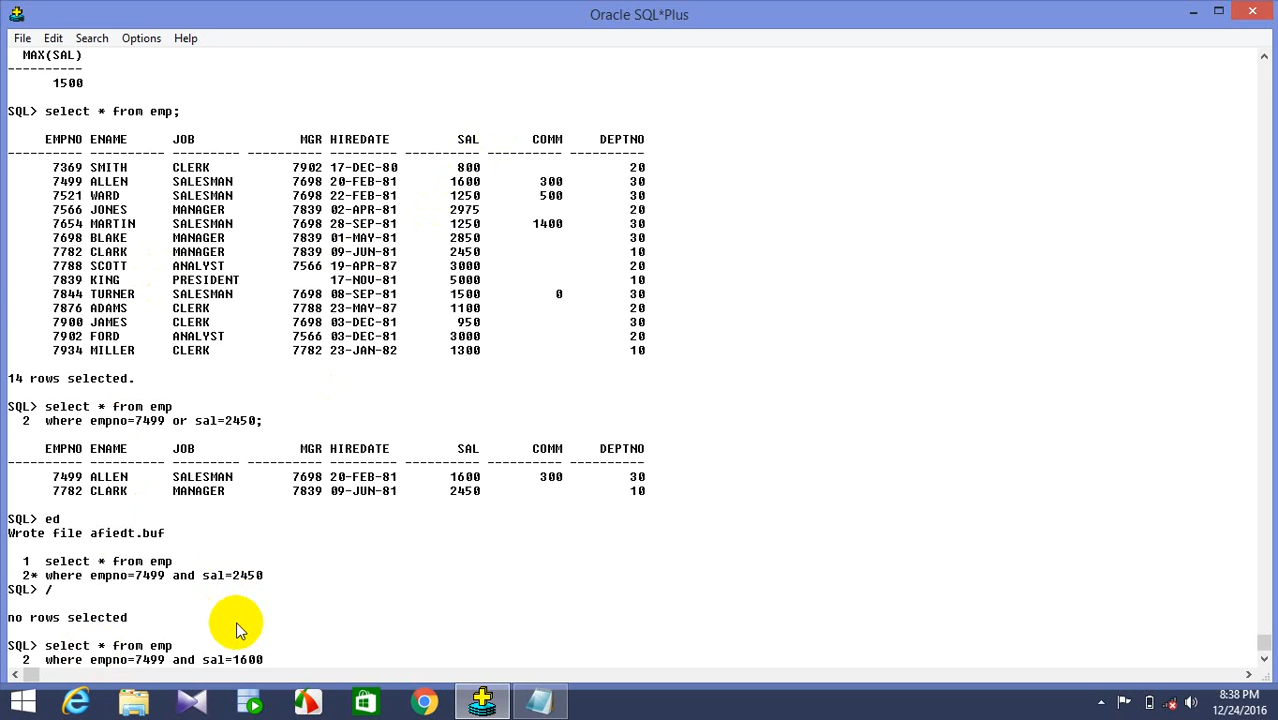 Oracle SQL*Plus
File Edit Search Options Help
MAX(SAL)
----------
1500
SQL> select * from emp;
EMPNO ENAME JOB MGR HIREDATE SAL COMM DEPTNO
---------- ---------- --------- ---------- --------- ---------- ---------- ----------
7369 SMITH CLERK 7902 17-DEC-80 800 20
7499 ALLEN SALESMAN 7698 20-FEB-81 1600 300 30
7521 WARD SALESMAN 7698 22-FEB-81 1250 500 30
7566 JONES MANAGER 7839 02-APR-81 2975 20
7654 MARTIN SALESMAN 7698 28-SEP-81 1250 1400 30
7698 BLAKE MANAGER 7839 01-MAY-81 2850 30
7782 CLARK MANAGER 7839 09-JUN-81 2450 10
7788 SCOTT ANALYST 7566 19-APR-87 3000 20
7839 KING PRESIDENT 17-NOV-81 5000 10
7844 TURNER SALESMAN 7698 08-SEP-81 1500 0 30
7876 ADAMS CLERK 7788 23-MAY-87 1100 20
7900 JAMES CLERK 7698 03-DEC-81 950 30
7902 FORD ANALYST 7566 03-DEC-81 3000 20
7934 MILLER CLERK 7782 23-JAN-82 1300 10
14 rows selected.
SQL> select * from emp
2 where empno=7499 or sal=2450;
EMPNO ENAME JOB MGR HIREDATE SAL COMM DEPTNO
---------- ---------- --------- ---------- --------- ---------- ---------- ----------
7499 ALLEN SALESMAN 7698 20-FEB-81 1600 300 30
7782 CLARK MANAGER 7839 09-JUN-81 2450 10
SQL> ed
Wrote file afiedt.buf
1 select * from emp
2* where empno=7499 and sal=2450
SQL> /
no rows selected
SQL> select * from emp
2 where empno=7499 and sal=1600
8:38 PM
12/24/2016